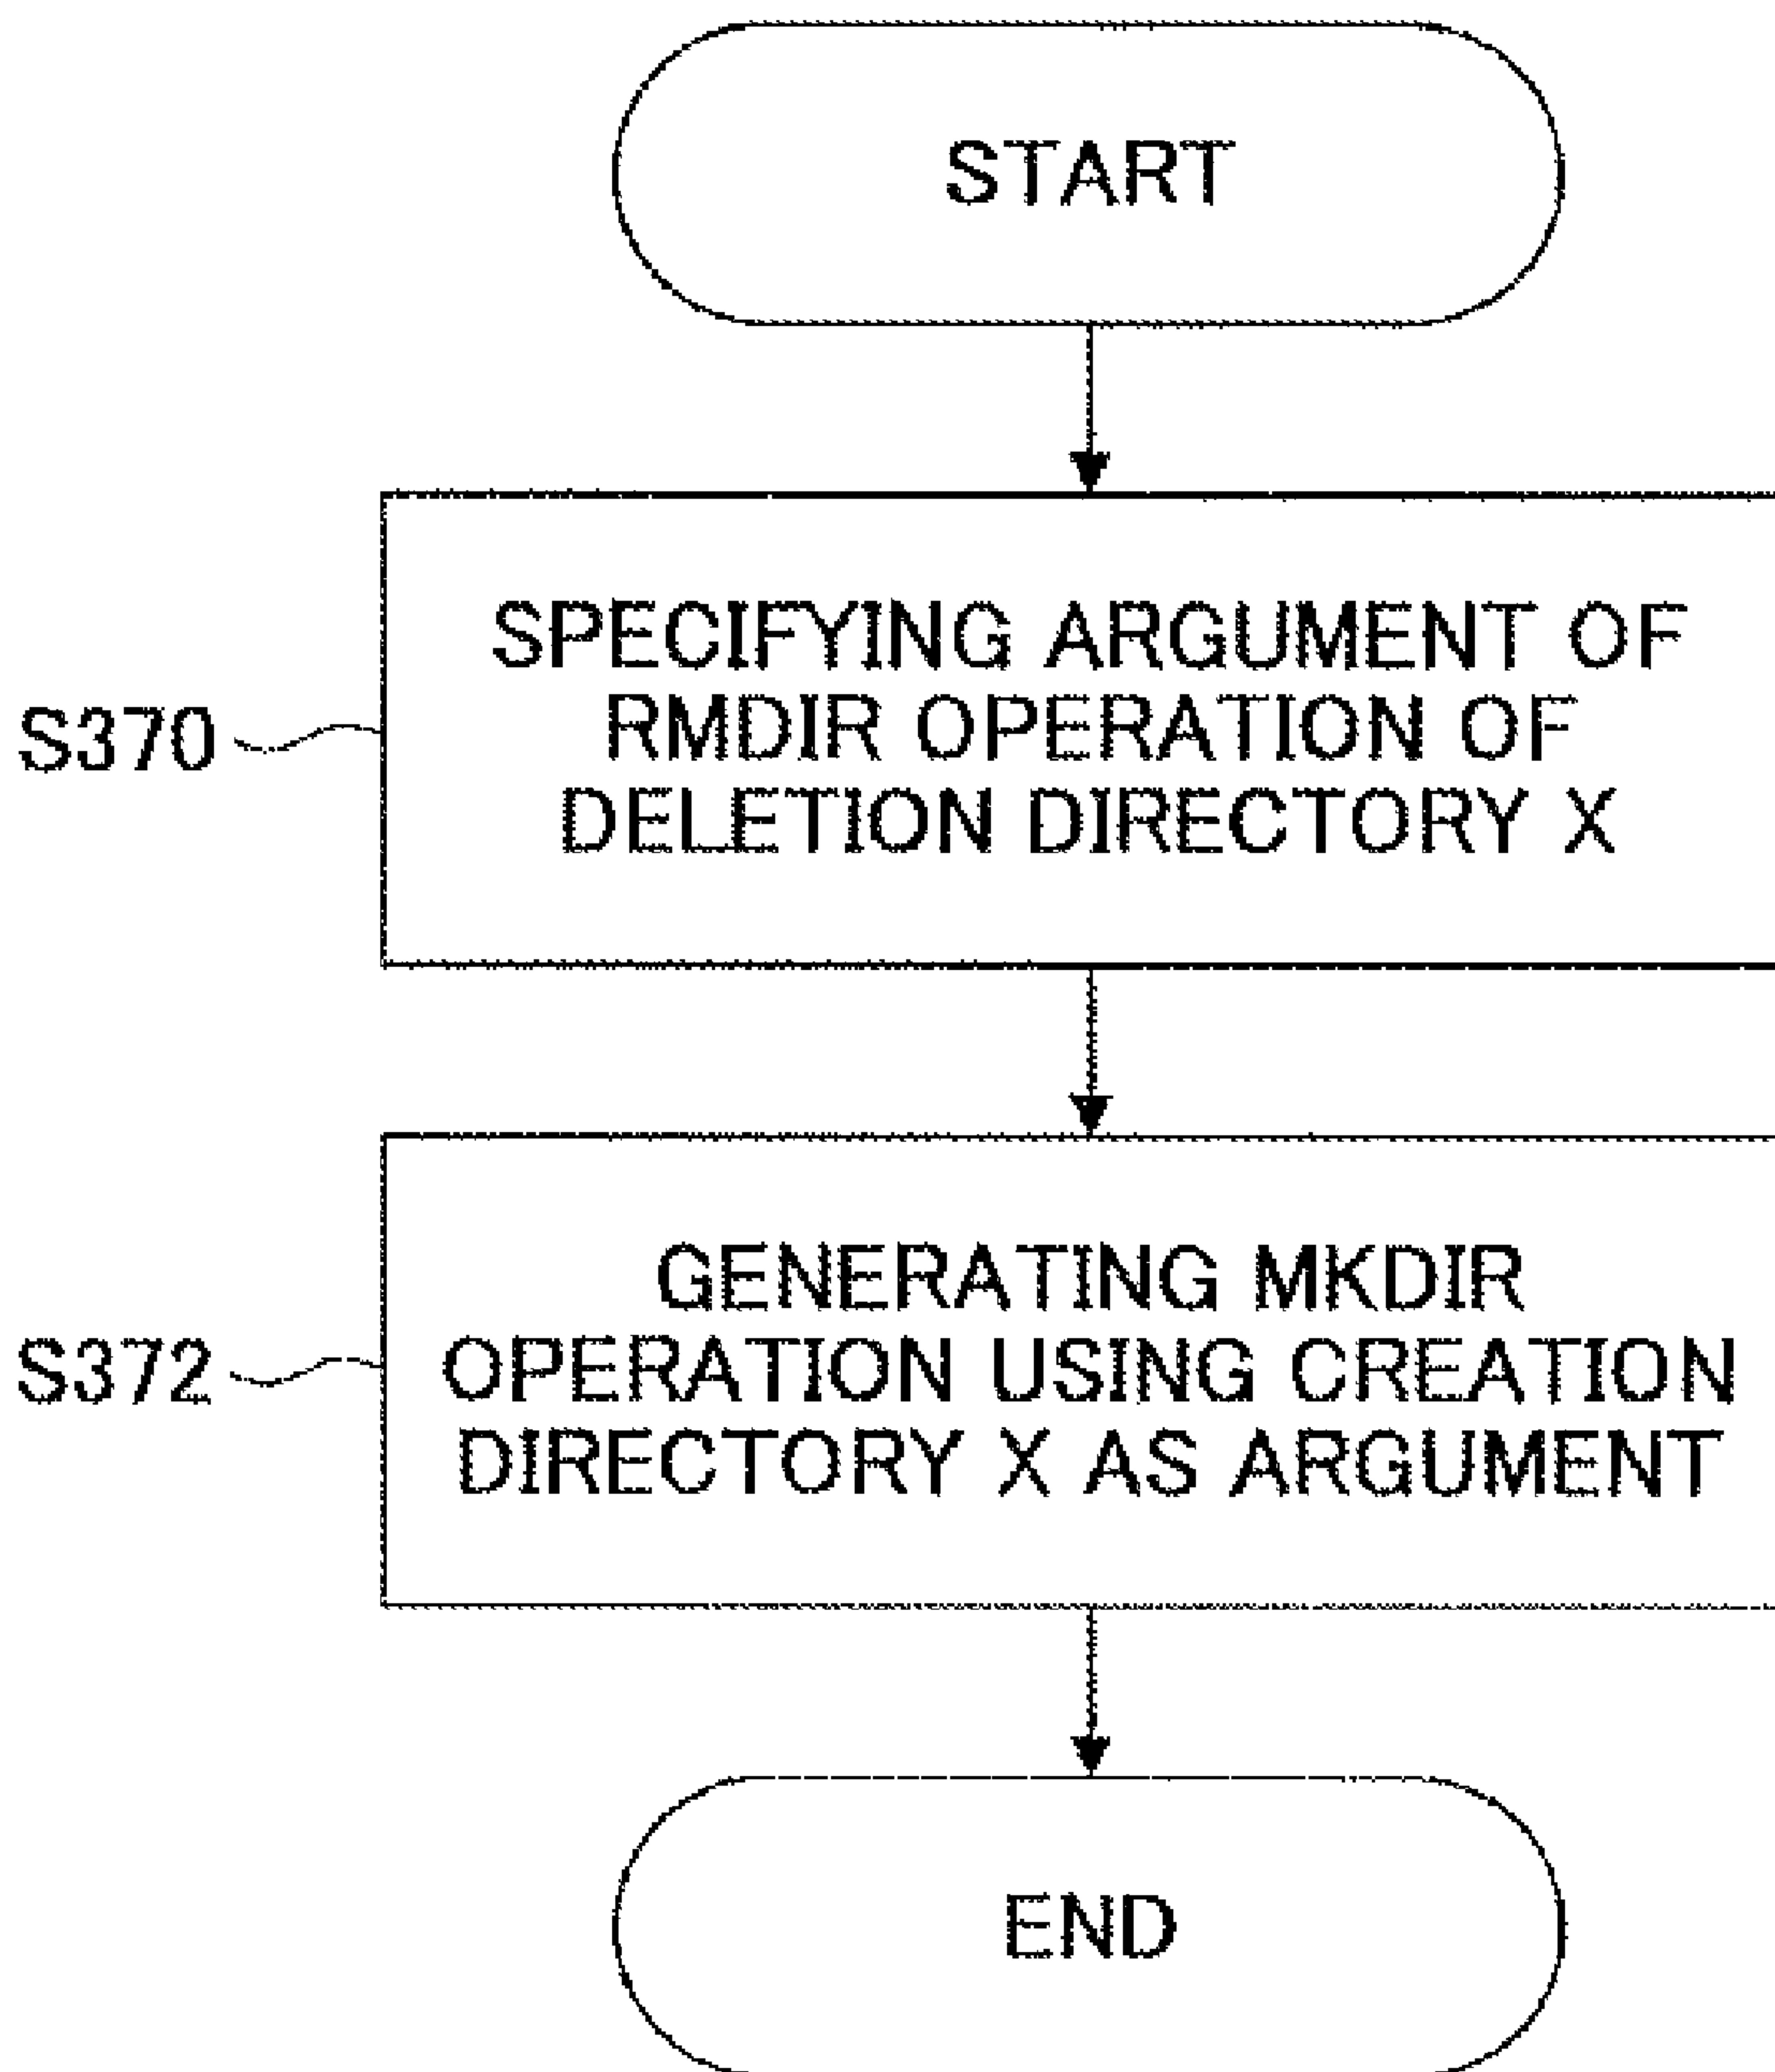 START
SPECIFYING ARGUMENT OF
RMDIR OPERATION OF
S370
DELETION DIRECTORY X
GENERATING MKDIR
S372
OPERATION USING CREATION
DIRECTORY X AS ARGUMENT
END